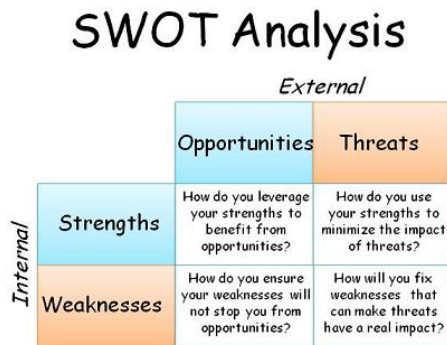 SWOT Analysis
External
Opportunities
Threats
Internal
Strengths
How do you leverage
your strengths to
benefit from
opportunities?
How do you use
your strengths to
minimize the impact
of threats?
Weaknesses
How do you ensure
your weaknesses will
not stop you from
opportunities?
How will you fix
weaknesses that
can make threats
have a real impact?